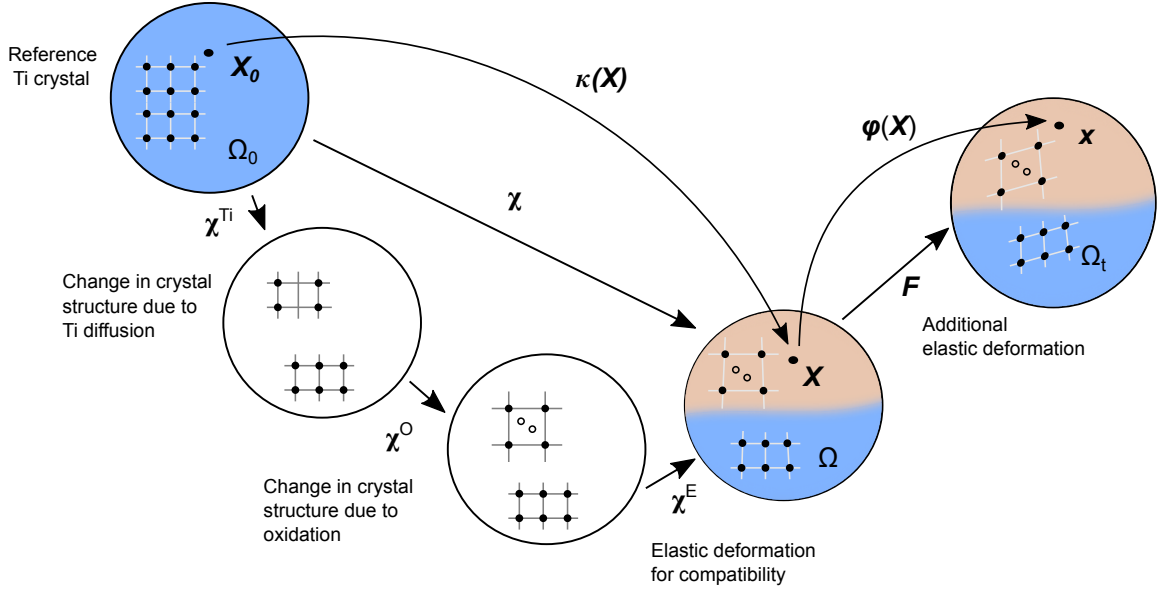 Reference
Ti crystal
X₀
Ω₀
κ(X)
χ
χᵀⁱ
Change in crystal
structure due to
Ti diffusion
χᴼ
Change in crystal
structure due to
oxidation
χᴱ
Elastic deformation
for compatibility
X
Ω
F
φ(X)
x
Ωₜ
Additional
elastic deformation